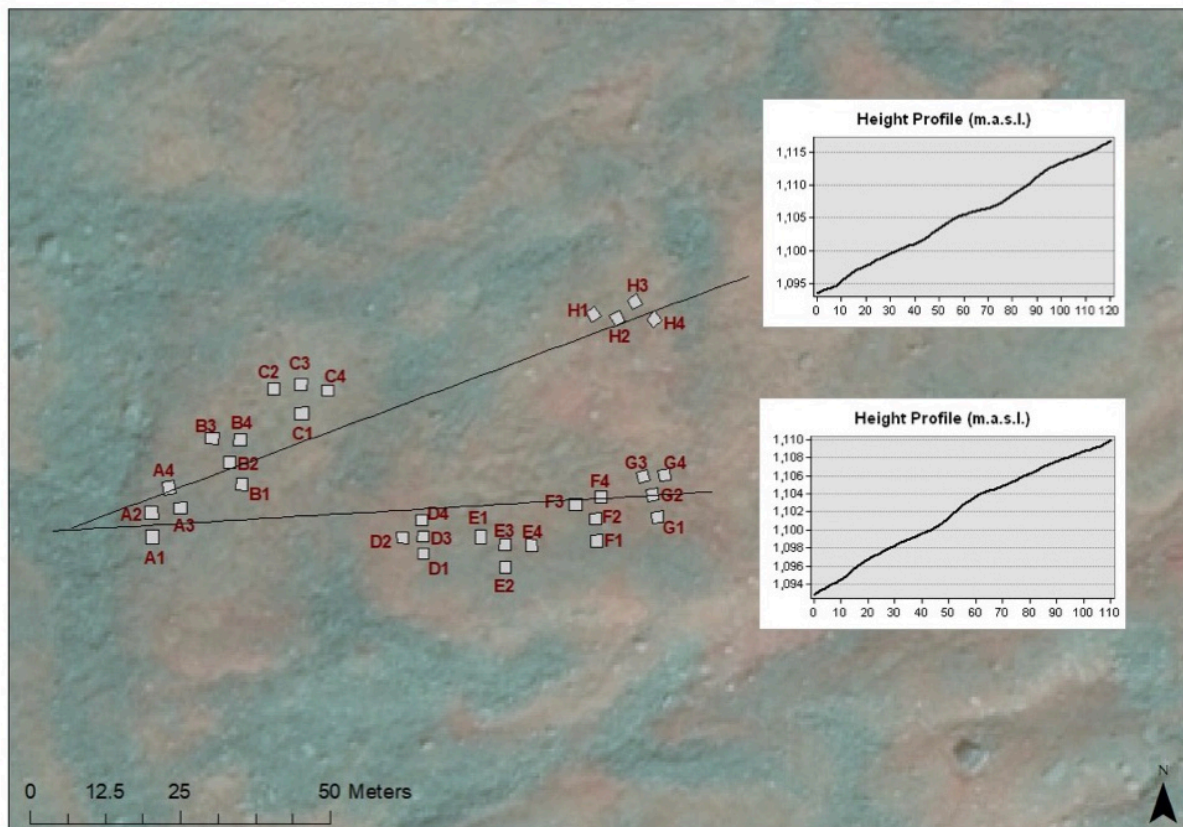 Height Profile (m.a.s.l.)
1,115
1,110
1,105
1,100
1,095
0 10 20 30 40 50 60 70 80 90 100 110 120
H3
H1
H2
H4
C3
C2
C4
C1
B3
B4
B2
B1
A4
A2
A3
A1
Height Profile (m.a.s.l.)
1,110
1,108
1,106
1,104
1,102
1,100
1,098
1,096
1,094
0 10 20 30 40 50 60 70 80 90 100 110
G3 G4
F4
G2
F3
G1
F2
F1
D4
E1
D2
D3
E3
E4
D1
E2
0 12.5 25 50 Meters
N